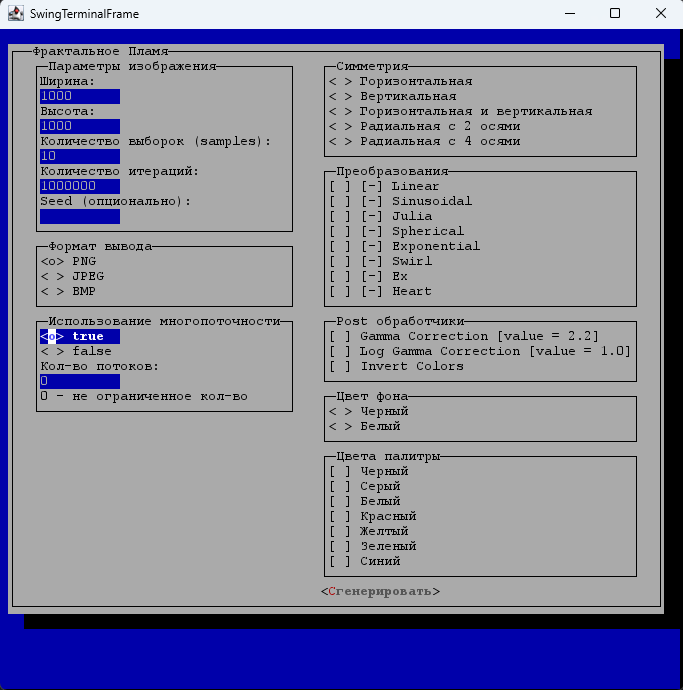 SwingTerminalFrame
Фрактальное Пламя
Параметры изображения
Ширина:
1000
Высота:
1000
Количество выборок (samples):
10
Количество итераций:
1000000
Seed (опционально):
Формат вывода
<o> PNG
< > JPEG
< > BMP
Использование многопоточности
<o> true
< > false
Кол-во потоков:
0
0 - не ограниченное кол-во
Симметрия
< > Горизонтальная
< > Вертикальная
< > Горизонтальная и вертикальная
< > Радиальная с 2 осями
< > Радиальная с 4 осями
Преобразования
[ ] [-] Linear
[ ] [-] Sinusoidal
[ ] [-] Julia
[ ] [-] Spherical
[ ] [-] Exponential
[ ] [-] Swirl
[ ] [-] Ex
[ ] [-] Heart
Post обработчики
[ ] Gamma Correction [value = 2.2]
[ ] Log Gamma Correction [value = 1.0]
[ ] Invert Colors
Цвет фона
< > Черный
< > Белый
Цвета палитры
[ ] Черный
[ ] Серый
[ ] Белый
[ ] Красный
[ ] Желтый
[ ] Зеленый
[ ] Синий
<Сгенерировать>